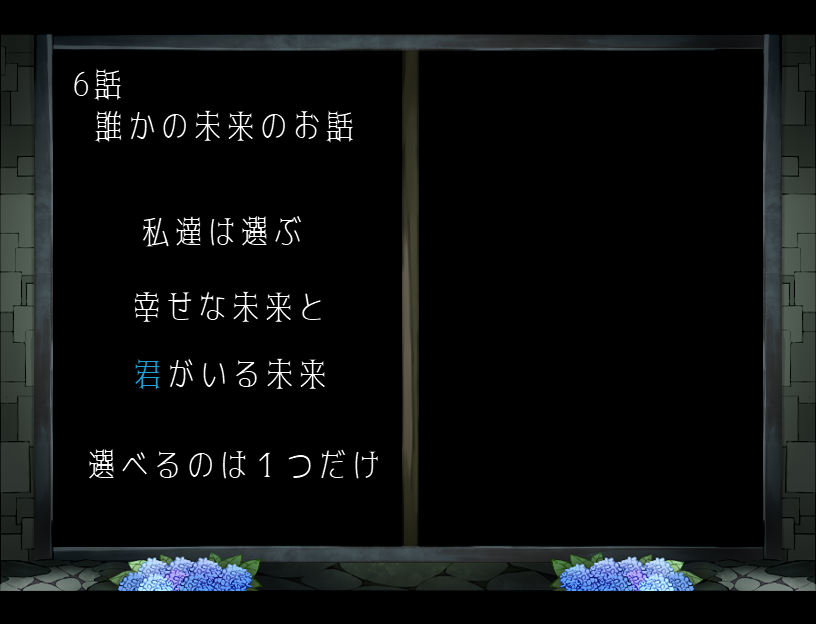 6話
誰かの未来のお話
私達は選ぶ
幸せな未来と
君がいる未来
選べるのは１つだけ